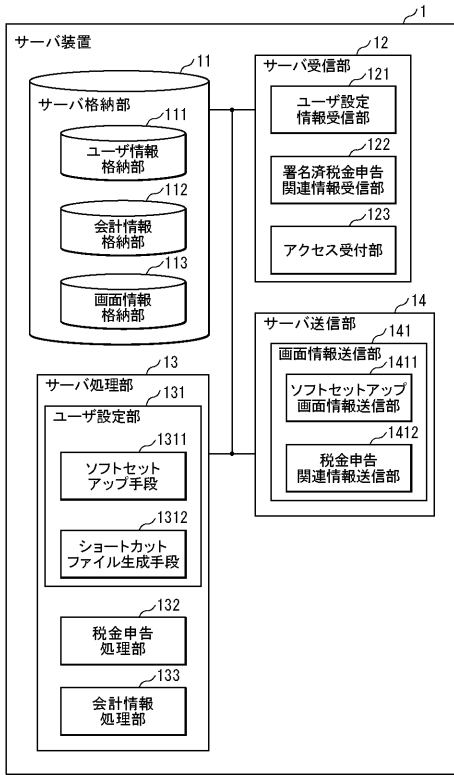 1
サーバ装置
11
サーバ格納部
111
ユーザ情報
格納部
112
会計情報
格納部
113
画面情報
格納部
12
サーバ受信部
121
ユーザ設定
情報受信部
122
署名済税金申告
関連情報受信部
123
アクセス受付部
13
サーバ処理部
131
ユーザ設定部
1311
ソフトセット
アップ手段
1312
ショートカット
ファイル生成手段
132
税金申告
処理部
133
会計情報
処理部
14
サーバ送信部
141
画面情報送信部
1411
ソフトセットアップ
画面情報送信部
1412
税金申告
関連情報送信部